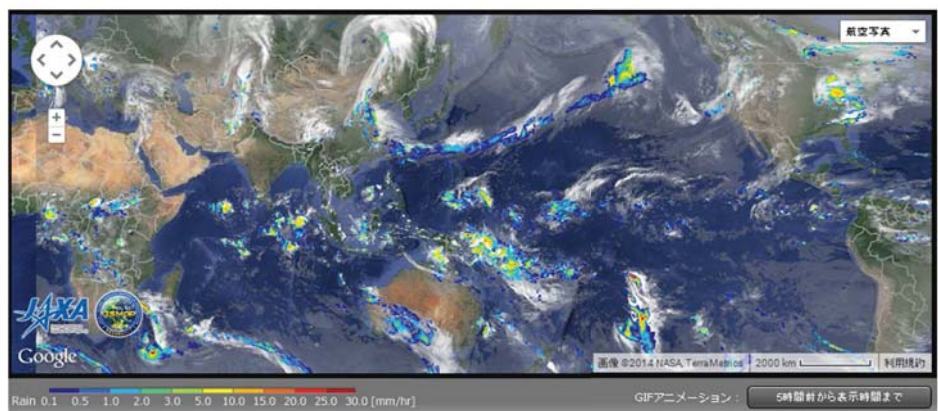 航空写真
+
−
JAXA
GSMaP
Google
画像 ©2014 NASA, TerraMetrics
2000 km
利用規約
Rain 0.1 0.5 1.0 2.0 3.0 5.0 10.0 15.0 20.0 25.0 30.0 [mm/hr]
GIFアニメーション :
5時間前から表示時間まで